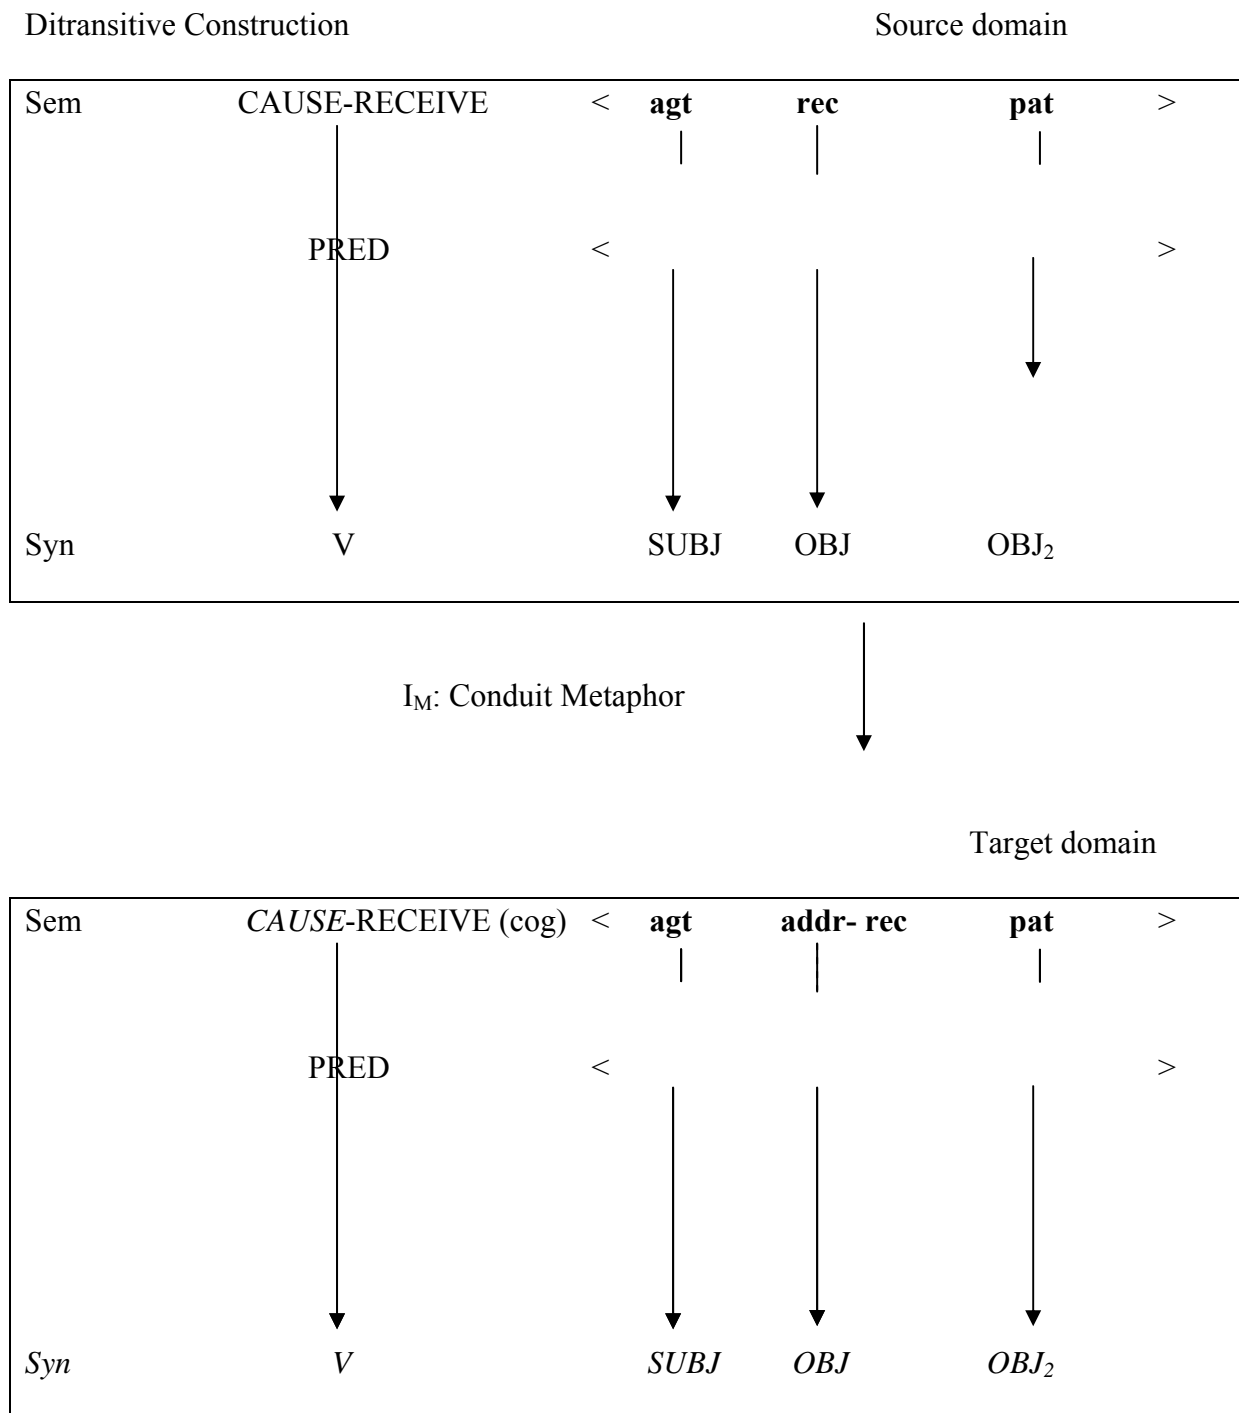 Ditransitive Construction Source domain
Sem CAUSE-RECEIVE < agt rec pat >
PRED < >
Syn V SUBJ OBJ OBJ₂
I_M: Conduit Metaphor
Target domain
Sem CAUSE-RECEIVE (cog) < agt addr- rec pat >
PRED < >
Syn V SUBJ OBJ OBJ₂